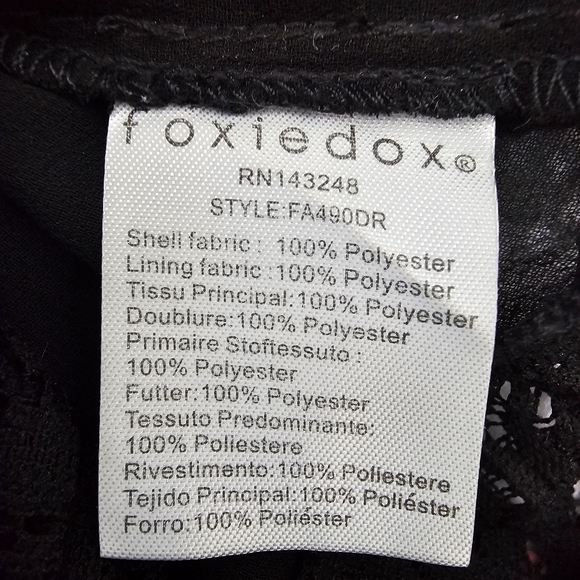 foxiedox®
RN143248
STYLE:FA490DR
Shell fabric : 100% Polyester
Lining fabric :100% Polyester
Tissu Principal:100% Polyester
Doublure:100% Polyester
Primaire Stoftessuto :
100% Polyester
Futter:100% Polyester
Tessuto Predominante:
100% Poliestere
Rivestimento:100% Poliestere
Tejido Principal:100% Poliéster
Forro:100% Poliéster